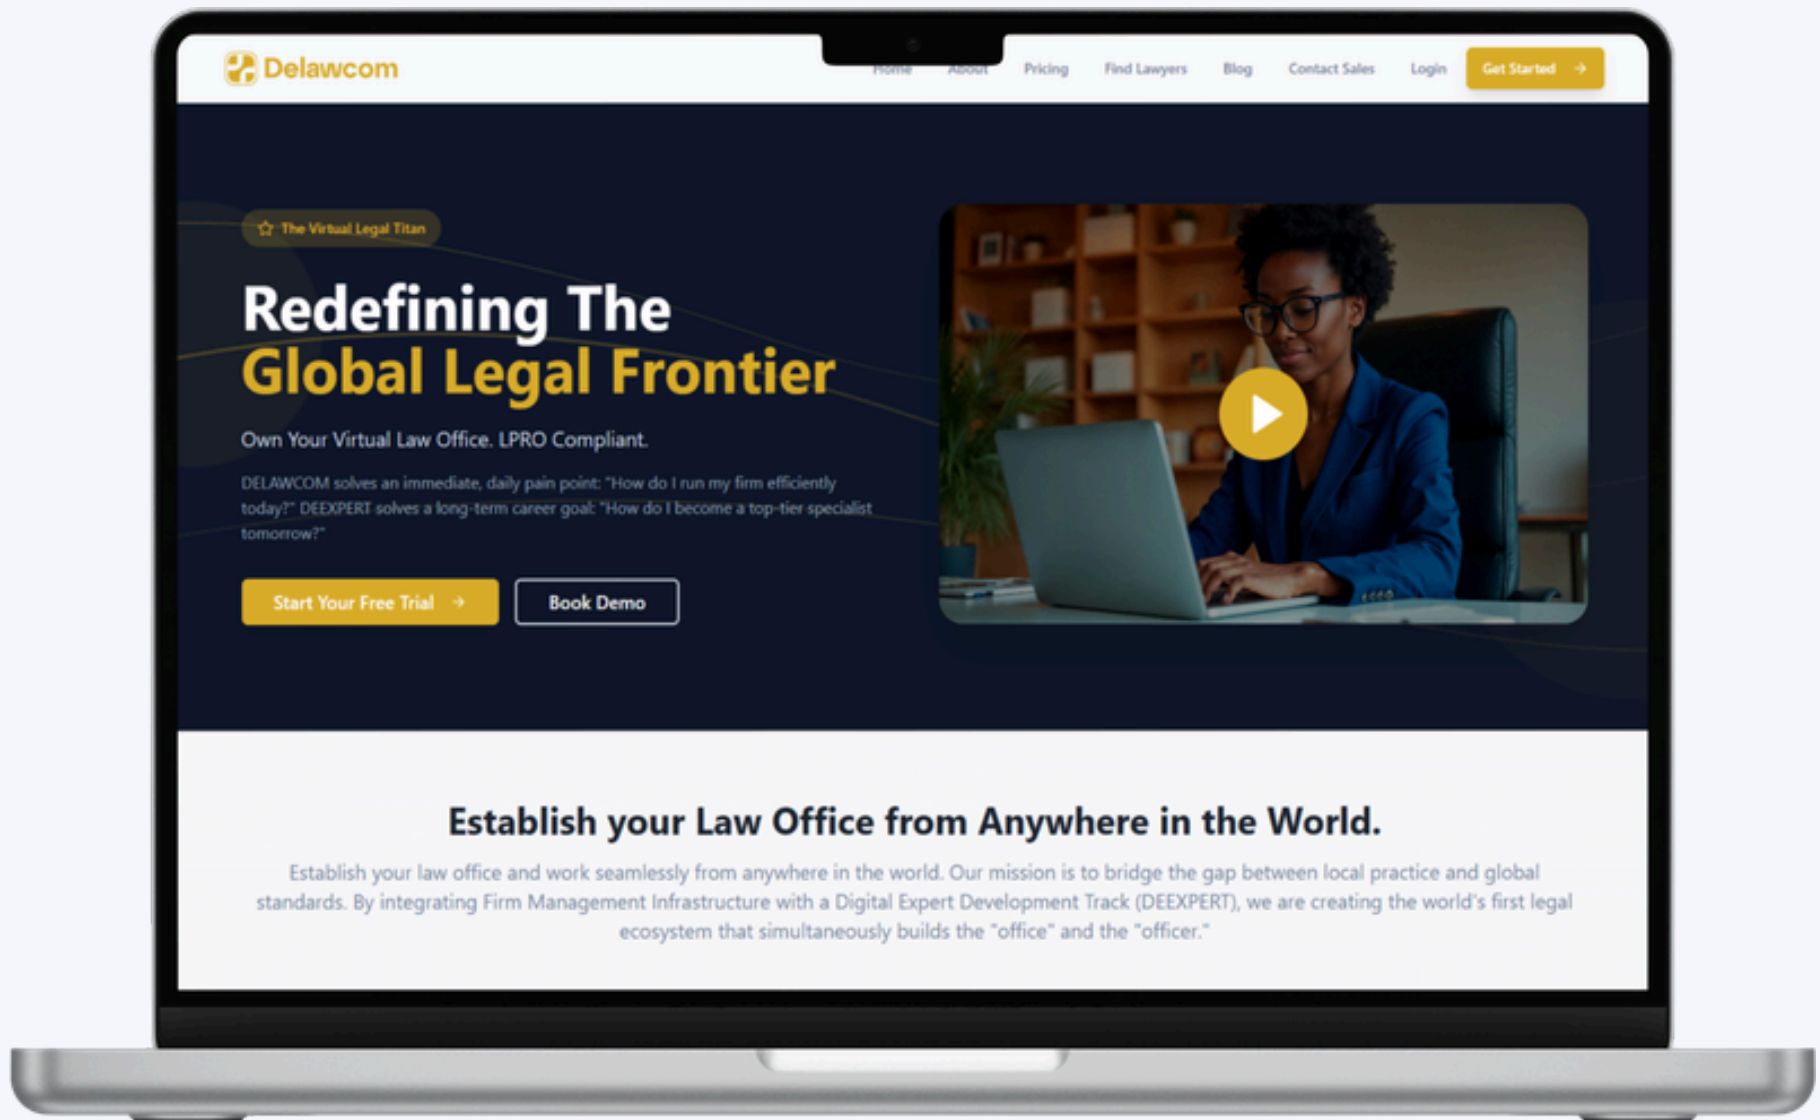 Delawcom
Home About Pricing Find Lawyers Blog Contact Sales Login Get Started
The Virtual Legal Titan
Redefining The
Global Legal Frontier
Own Your Virtual Law Office. LPRO Compliant.
DELAWCOM solves an immediate, daily pain point: "How do I run my firm efficiently
today?" DEEXPERT solves a long-term career goal: "How do I become a top-tier specialist
tomorrow?"
Start Your Free Trial
Book Demo
Establish your Law Office from Anywhere in the World.
Establish your law office and work seamlessly from anywhere in the world. Our mission is to bridge the gap between local practice and global
standards. By integrating Firm Management Infrastructure with a Digital Expert Development Track (DEEXPERT), we are creating the world's first legal
ecosystem that simultaneously builds the "office" and the "officer."